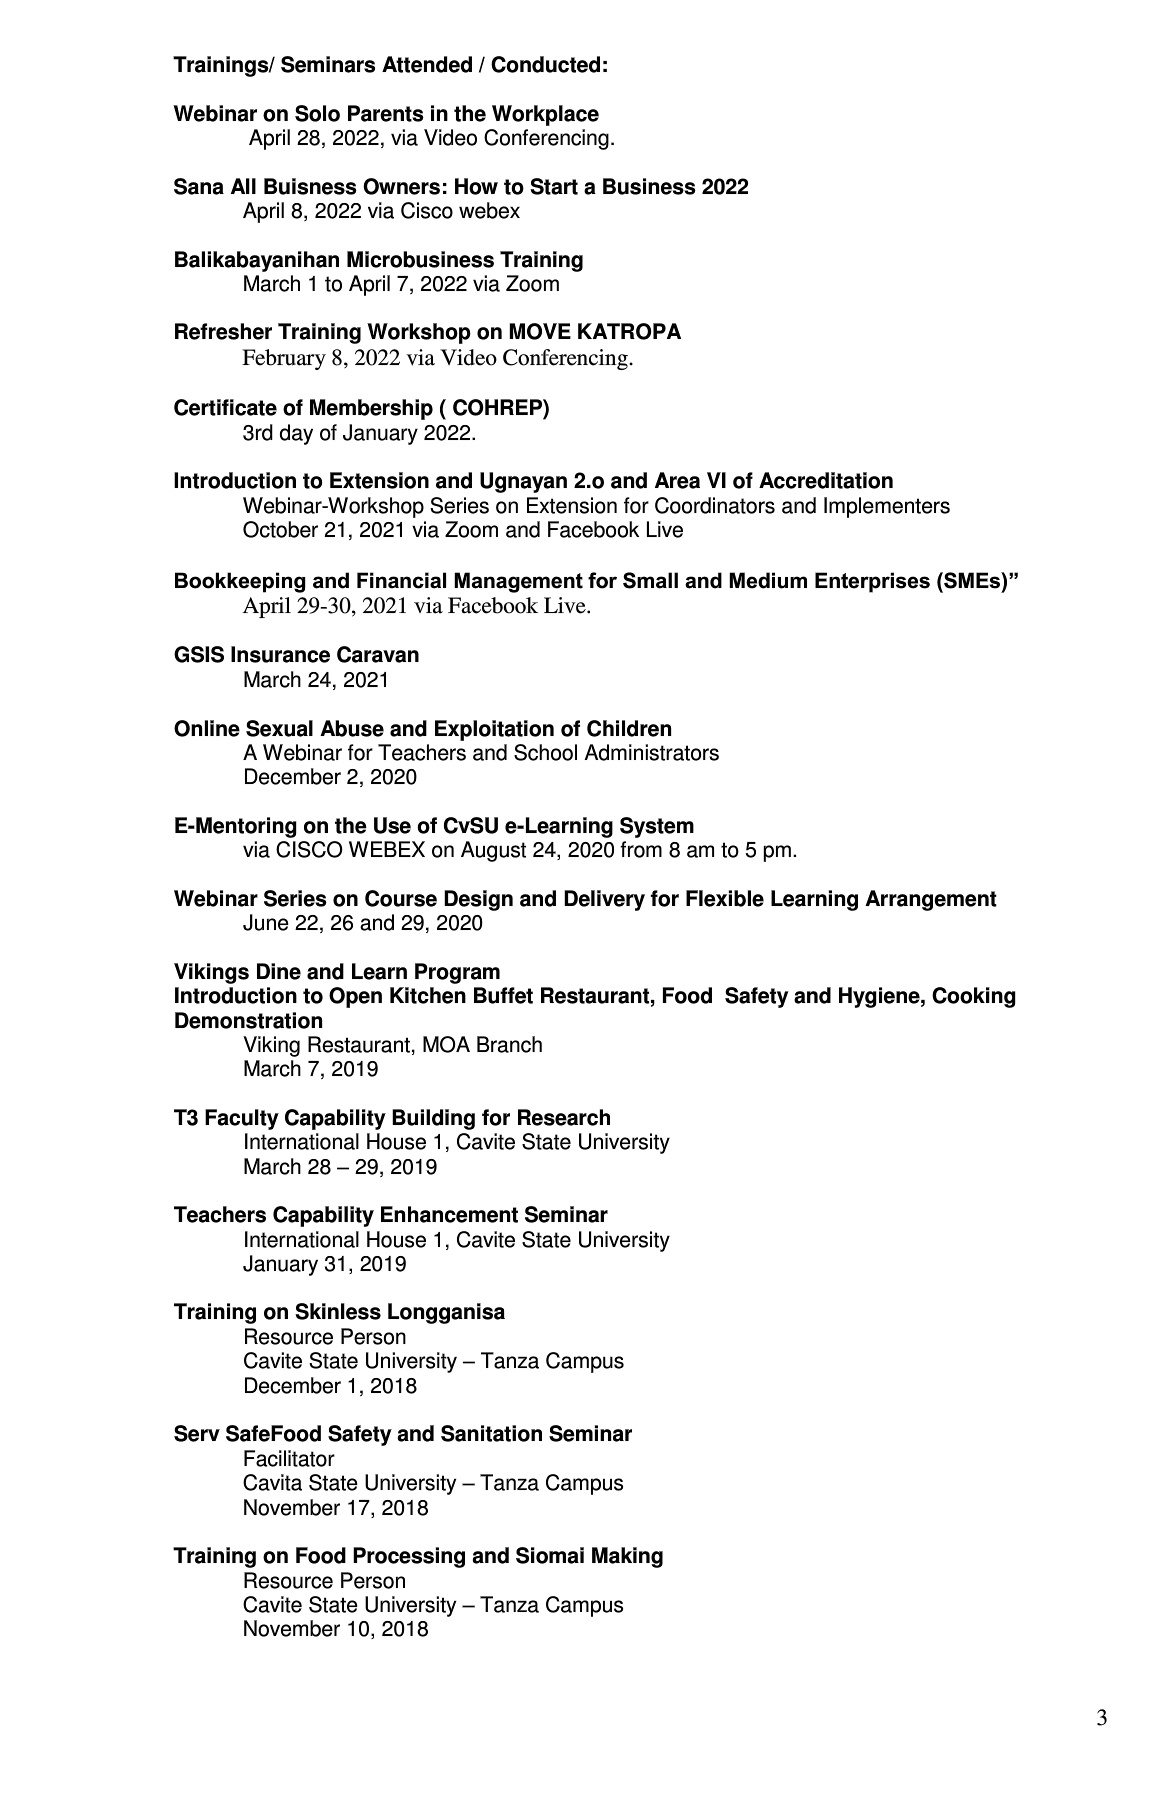 Trainings/ Seminars Attended / Conducted:
Webinar on Solo Parents in the Workplace
April 28, 2022, via Video Conferencing.
Sana All Buisness Owners: How to Start a Business 2022
April 8, 2022 via Cisco webex
Balikabayanihan Microbusiness Training
March 1 to April 7, 2022 via Zoom
Refresher Training Workshop on MOVE KATROPA
February 8, 2022 via Video Conferencing.
Certificate of Membership ( COHREP)
3rd day of January 2022.
Introduction to Extension and Ugnayan 2.o and Area VI of Accreditation
Webinar-Workshop Series on Extension for Coordinators and Implementers
October 21, 2021 via Zoom and Facebook Live
Bookkeeping and Financial Management for Small and Medium Enterprises (SMEs)”
April 29-30, 2021 via Facebook Live.
GSIS Insurance Caravan
March 24, 2021
Online Sexual Abuse and Exploitation of Children
A Webinar for Teachers and School Administrators
December 2, 2020
E-Mentoring on the Use of CvSU e-Learning System
via CISCO WEBEX on August 24, 2020 from 8 am to 5 pm.
Webinar Series on Course Design and Delivery for Flexible Learning Arrangement
June 22, 26 and 29, 2020
Vikings Dine and Learn Program
Introduction to Open Kitchen Buffet Restaurant, Food  Safety and Hygiene, Cooking
Demonstration
Viking Restaurant, MOA Branch
March 7, 2019
T3 Faculty Capability Building for Research
International House 1, Cavite State University
March 28 – 29, 2019
Teachers Capability Enhancement Seminar
International House 1, Cavite State University
January 31, 2019
Training on Skinless Longganisa
Resource Person
Cavite State University – Tanza Campus
December 1, 2018
Serv SafeFood Safety and Sanitation Seminar
Facilitator
Cavita State University – Tanza Campus
November 17, 2018
Training on Food Processing and Siomai Making
Resource Person
Cavite State University – Tanza Campus
November 10, 2018
3